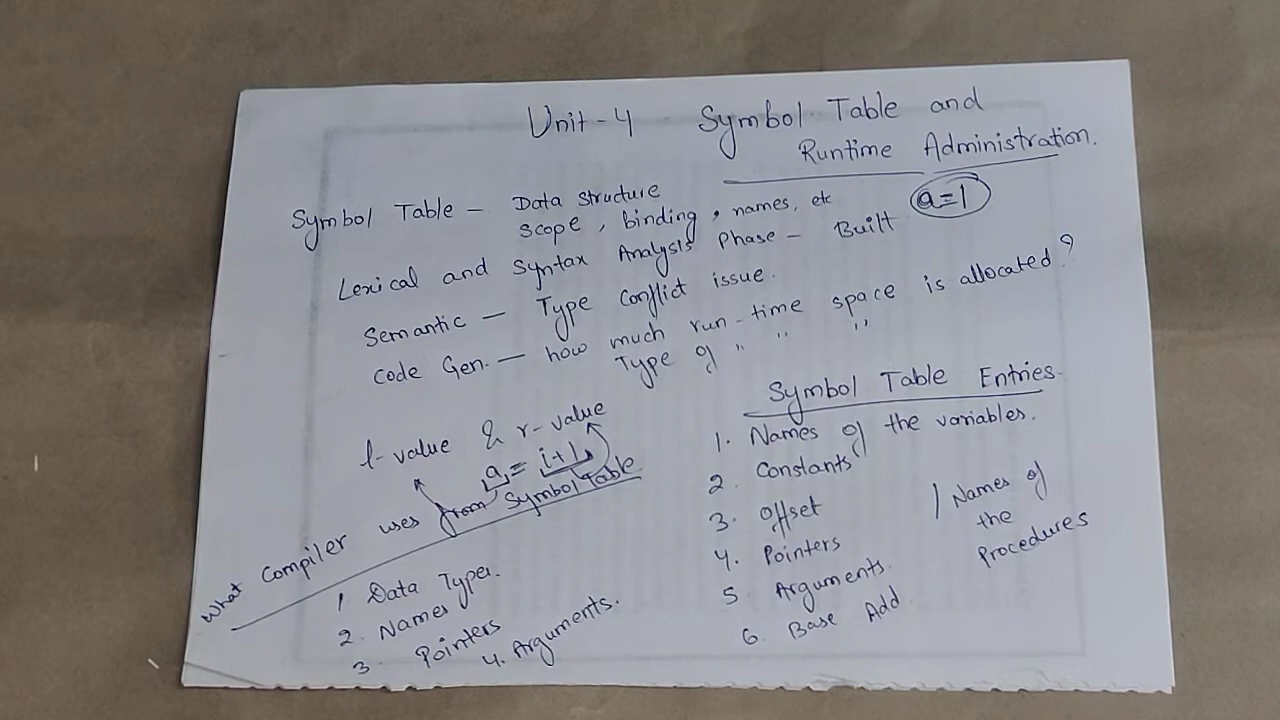 Unit-4 Symbol Table and
Runtime Administration.
Symbol Table - Data Structure
Scope, binding, names, etc
a=1
Lexical and Syntax Analysis Phase - Built
Semantic - Type Conflict issue.
Code Gen. - how much run-time space is allocated?
Type of " " "
l-value & r-value
a = i+1
What Compiler uses from Symbol Table
1 Data Types.
2. Names
3. Pointers
4. Arguments.
Symbol Table Entries
1. Names of the variables.
2. Constants
3. Offset
4. Pointers
5 Arguments
6. Base Add
/ Names of
the
Procedures